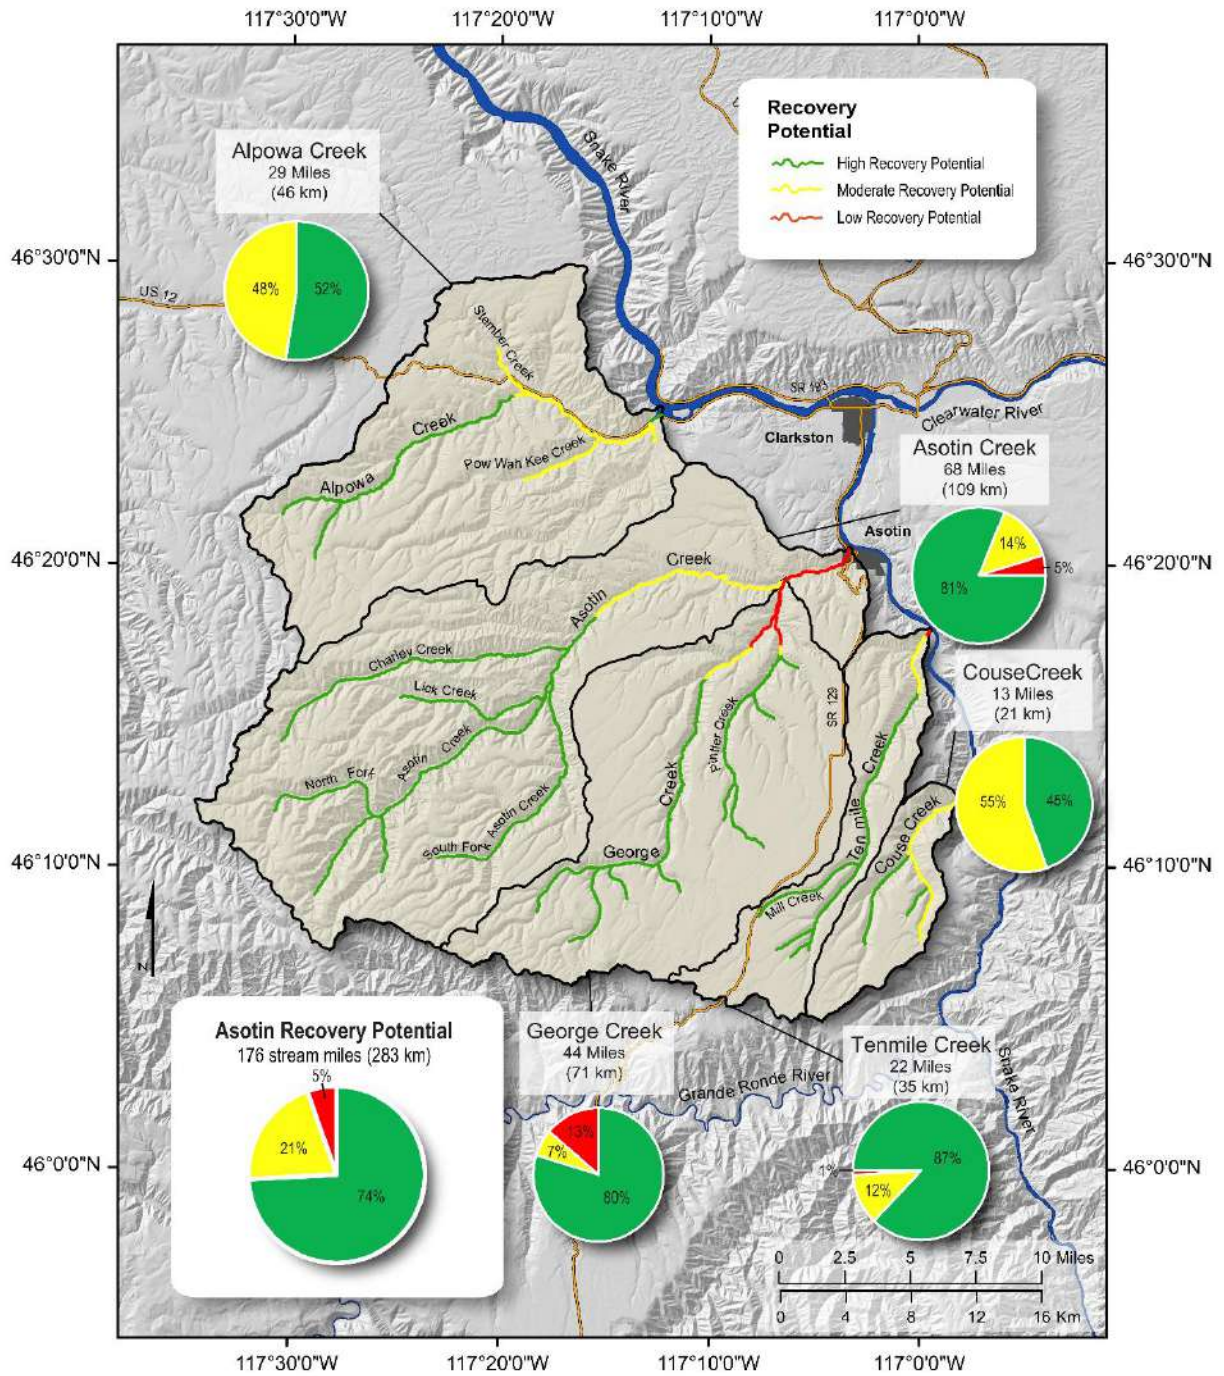 117°30'0"W
117°20'0"W
117°10'0"W
117°0'0"W
Recovery
Potential
High Recovery Potential
Moderate Recovery Potential
Low Recovery Potential
Snake River
Alpowa Creek
29 Miles
(46 km)
48%
52%
46°30'0"N
46°30'0"N
US 12
Stember Creek
SR 193
Clearwater River
Clarkston
Creek
Alpowa
Pow Wah Kee Creek
Asotin Creek
68 Miles
(109 km)
14%
5%
81%
Asotin
46°20'0"N
46°20'0"N
Creek
Asotin
Charley Creek
Lick Creek
North Fork
Asotin Creek
South Fork
Asotin Creek
Creek
George
Pintler Creek
SR 129
Creek
Ten mile
Mill Creek
Couse Creek
CouseCreek
13 Miles
(21 km)
55%
46°10'0"N
46°10'0"N
N
Asotin Recovery Potential
176 stream miles (283 km)
5%
21%
74%
George Creek
44 Miles
(71 km)
13%
7%
80%
Grande Ronde River
Tenmile Creek
22 Miles
(35 km)
87%
1%
12%
Snake River
46°0'0"N
46°0'0"N
0 2.5 5 7.5 10 Miles
0 4 8 12 16 Km
117°30'0"W
117°20'0"W
117°10'0"W
117°0'0"W